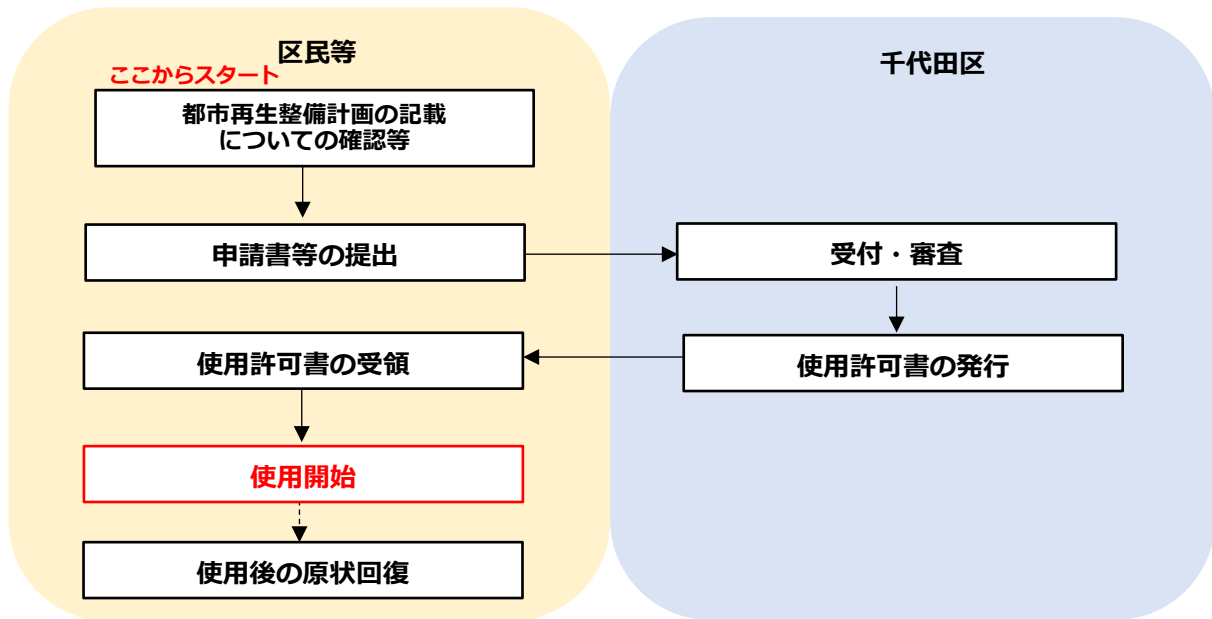 区民等
千代田区
ここからスタート
都市再生整備計画の記載
についての確認等
申請書等の提出
受付・審査
使用許可書の受領
使用許可書の発行
使用開始
使用後の原状回復